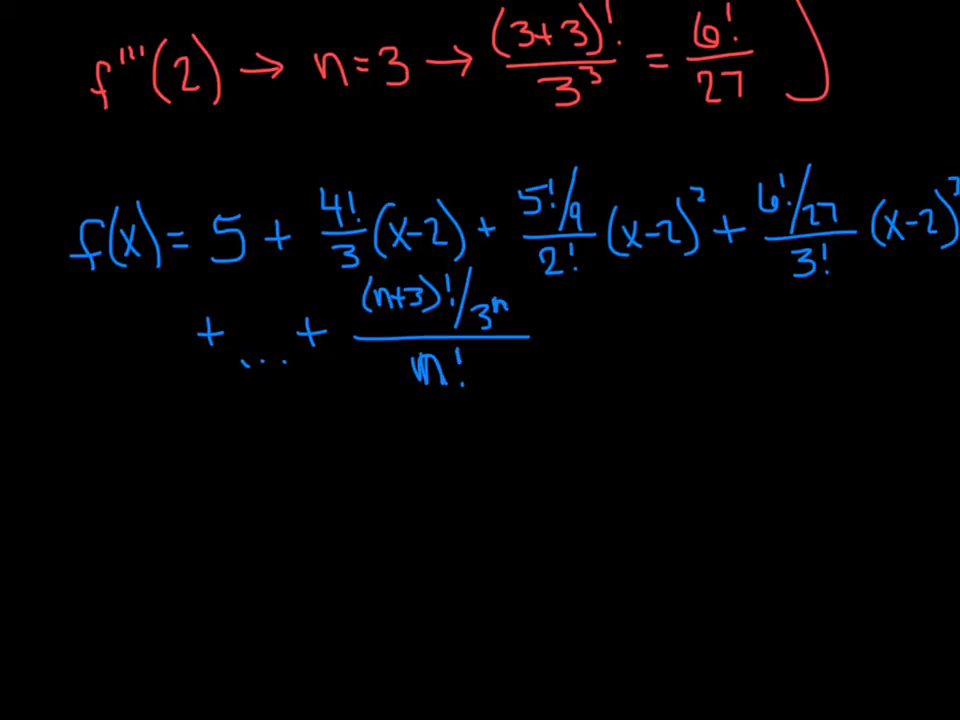 f'''(2) → n=3 → (3+3)!/3³ = 6!/27 )
f(x) = 5 + 4!/3 (x-2) + (5!/9)/2! (x-2)² + (6!/27)/3! (x-2)³
+ ... + ((n+3)!/3ⁿ)/n!